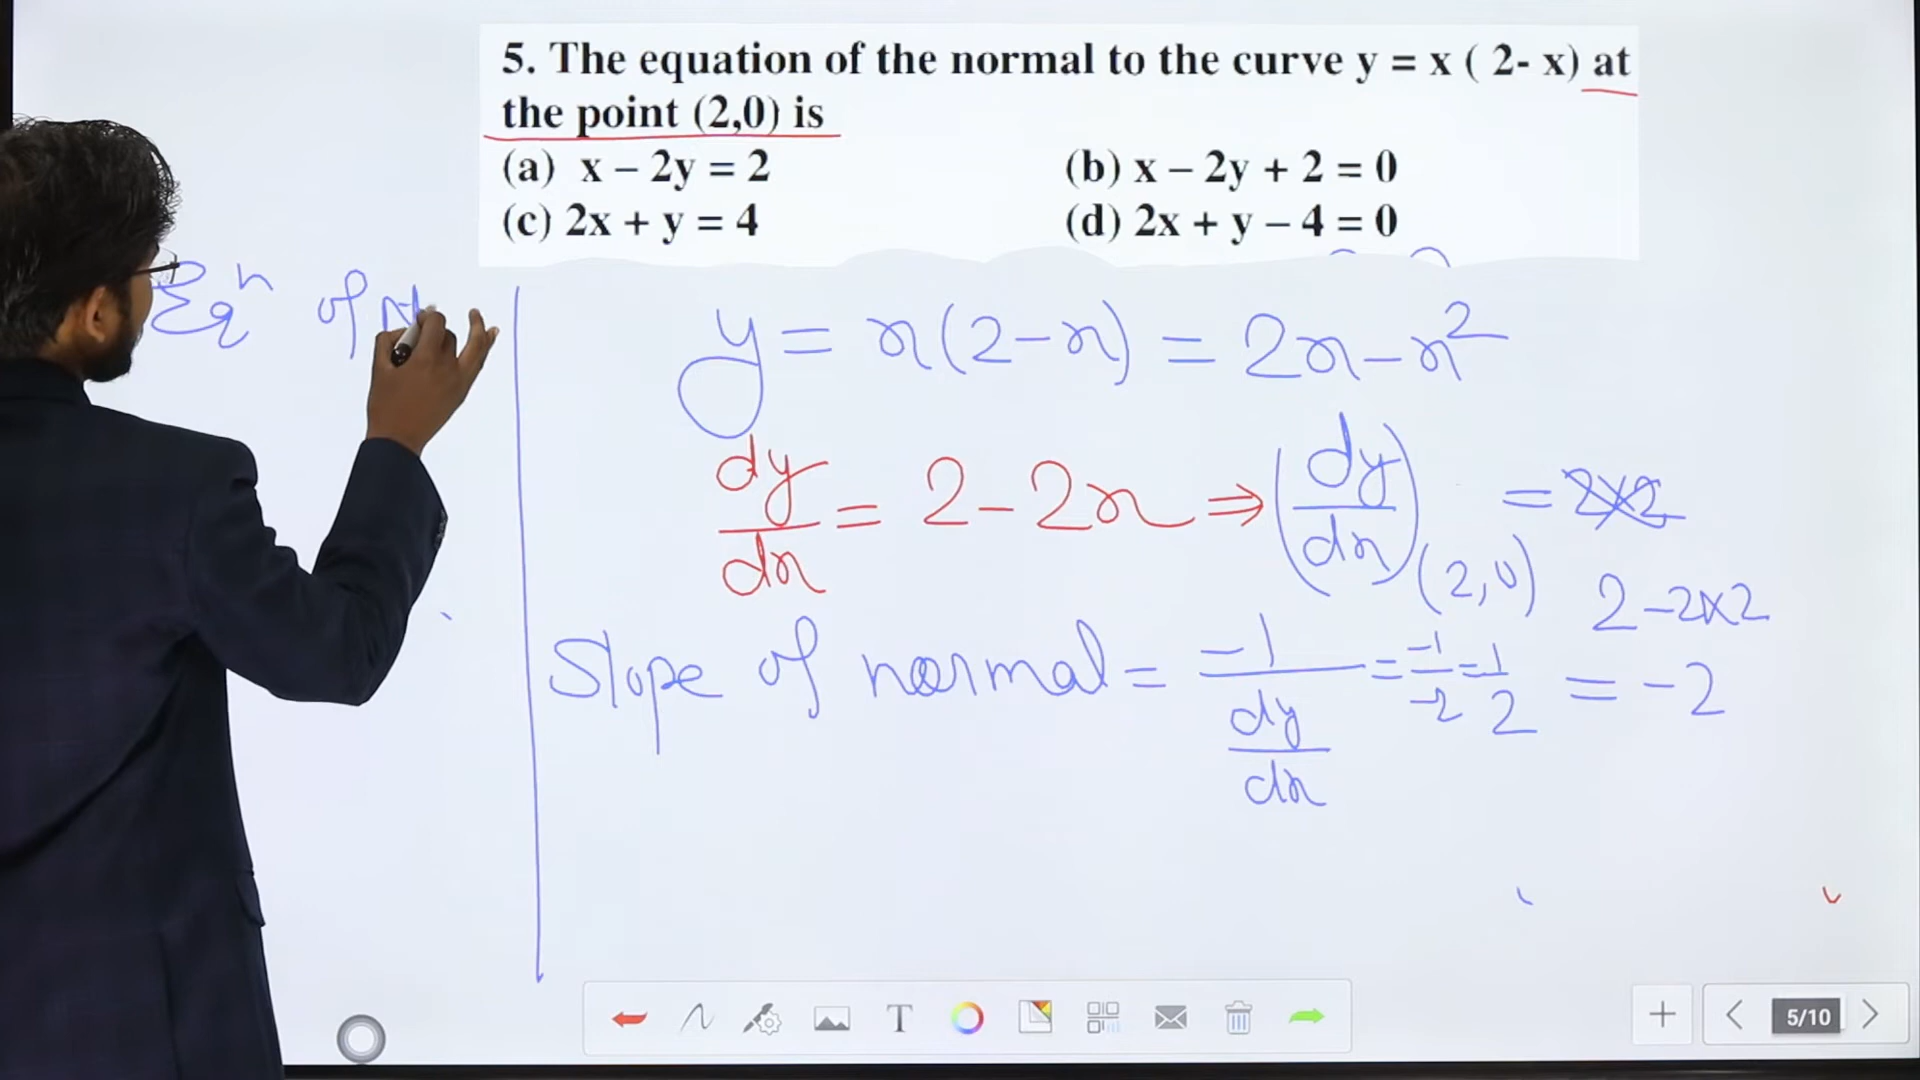 5. The equation of the normal to the curve y = x ( 2- x) at
the point (2,0) is
(a) x – 2y = 2
(b) x – 2y + 2 = 0
(c) 2x + y = 4
(d) 2x + y – 4 = 0
Eqⁿ of N
y = x(2-x) = 2x-x²
dy/dx = 2-2x ⇒ (dy/dx)(2,0) = 2x2
2-2x2
= -2
Slope of normal = -1/(dy/dx) = -1/-2 = 1/2
T
5/10